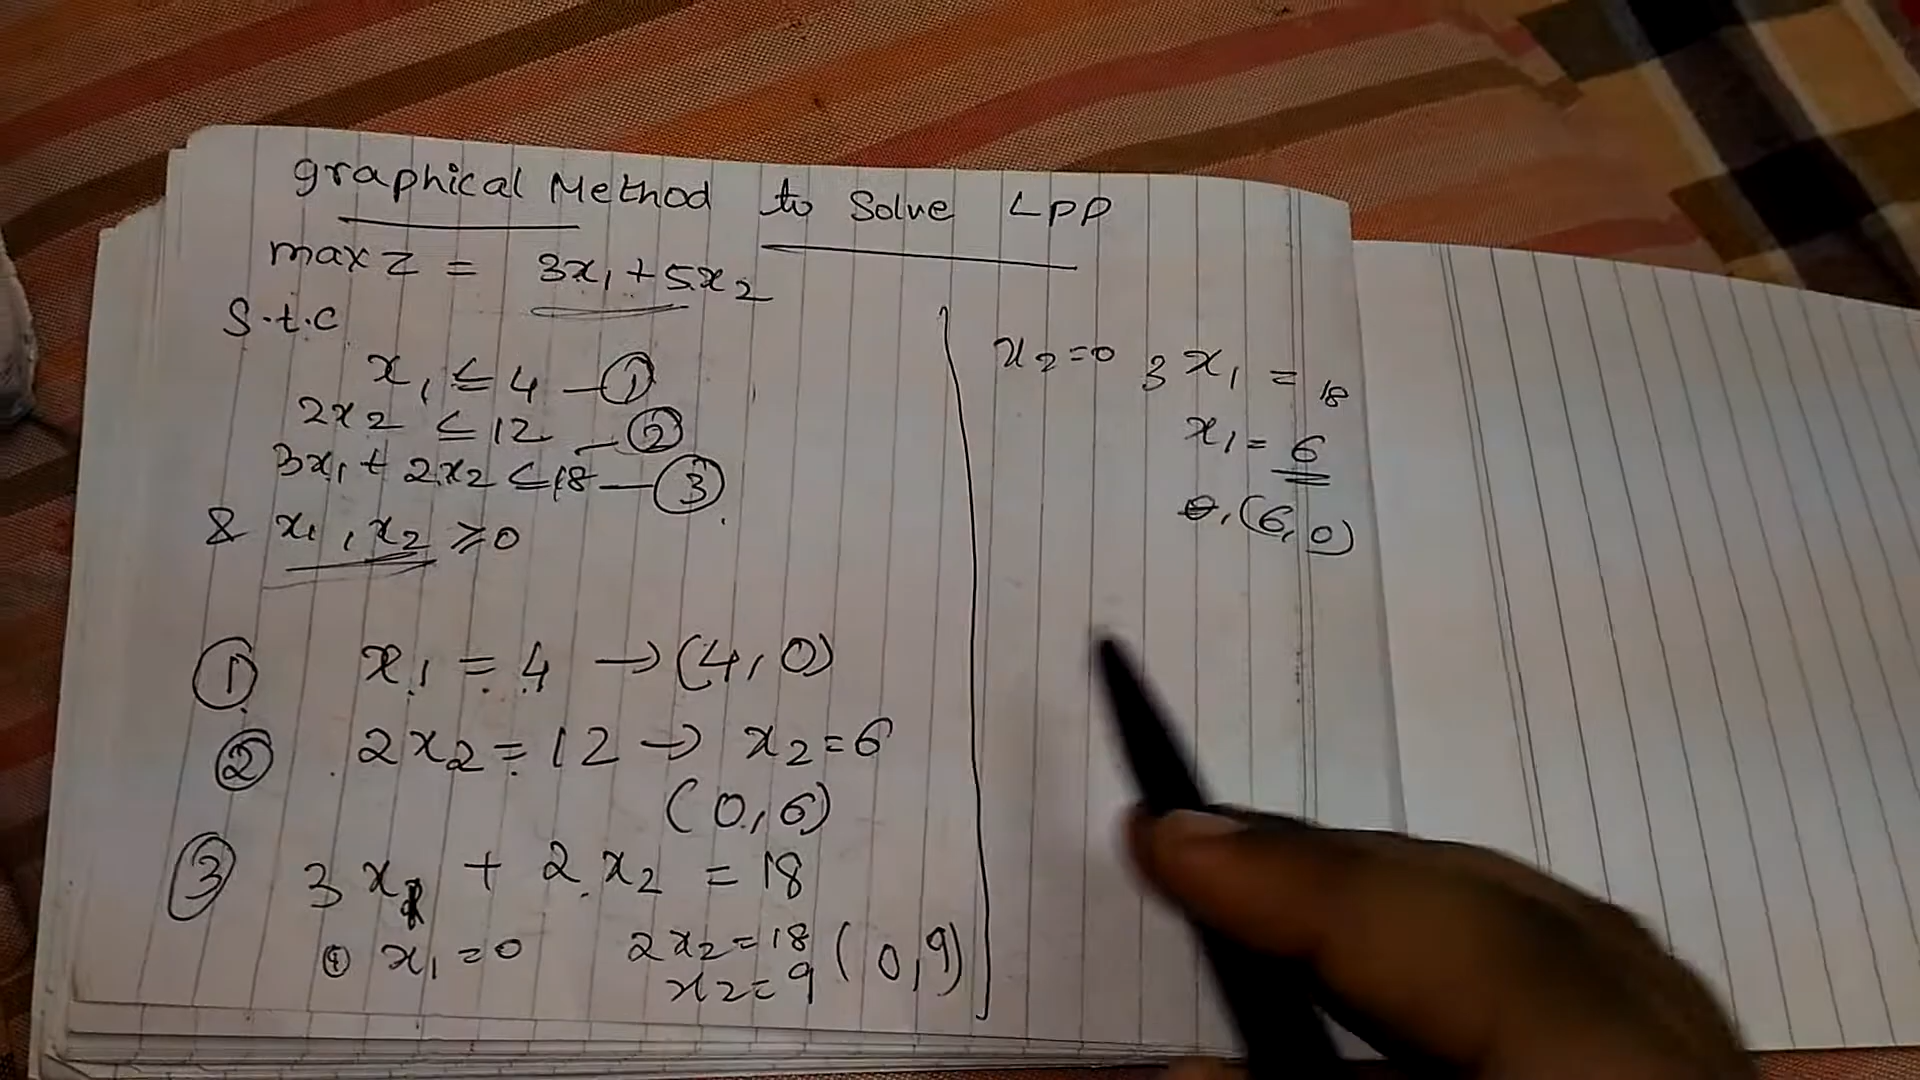 graphical Method to Solve LPP
max Z = 3x₁ + 5x₂
S.t.c
x₁ ≤ 4 — ①
2x₂ ≤ 12 — ②
3x₁ + 2x₂ ≤ 18 — ③
& x₁, x₂ ≥ 0
① x₁ = 4 → (4, 0)
② 2x₂ = 12 → x₂ = 6
(0, 6)
③ 3x₁ + 2x₂ = 18
x₁ = 0 2x₂ = 18 (0, 9)
x₂ = 9
x₂ = 0 3x₁ = 18
x₁ = 6
(6, 0)